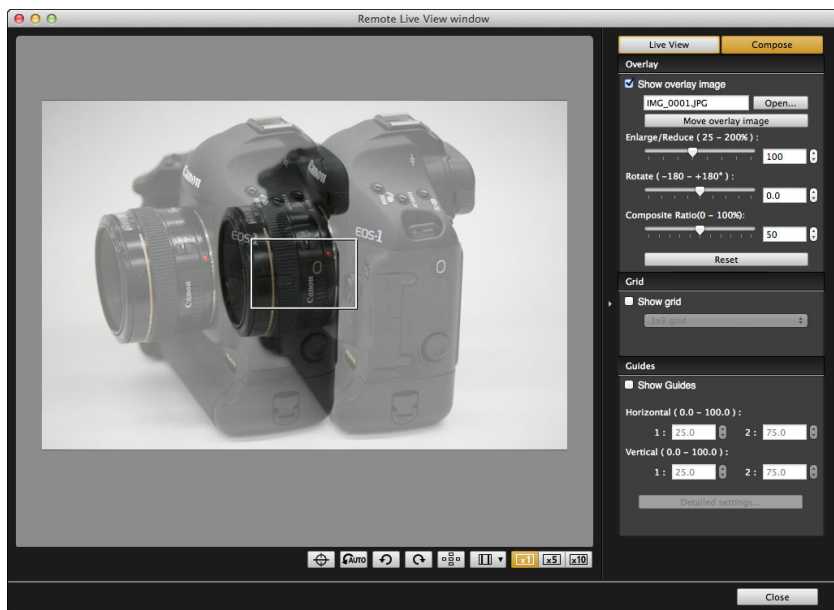 Remote Live View window
Live View Compose
Overlay
Show overlay image
IMG_0001.JPG Open...
Move overlay image
Enlarge/Reduce ( 25 – 200% ) :
100
Rotate ( -180 – +180° ) :
0.0
Composite Ratio(0 – 100%):
50
Reset
Grid
Show grid
3x3 grid
Guides
Show Guides
Horizontal ( 0.0 – 100.0 ) :
1 : 25.0 2 : 75.0
Vertical ( 0.0 – 100.0 ) :
1 : 25.0 2 : 75.0
Detailed settings...
Canon
Canon
EOS-1
EOS-1
Canon
Canon
AUTO
x1 x5 x10
Close